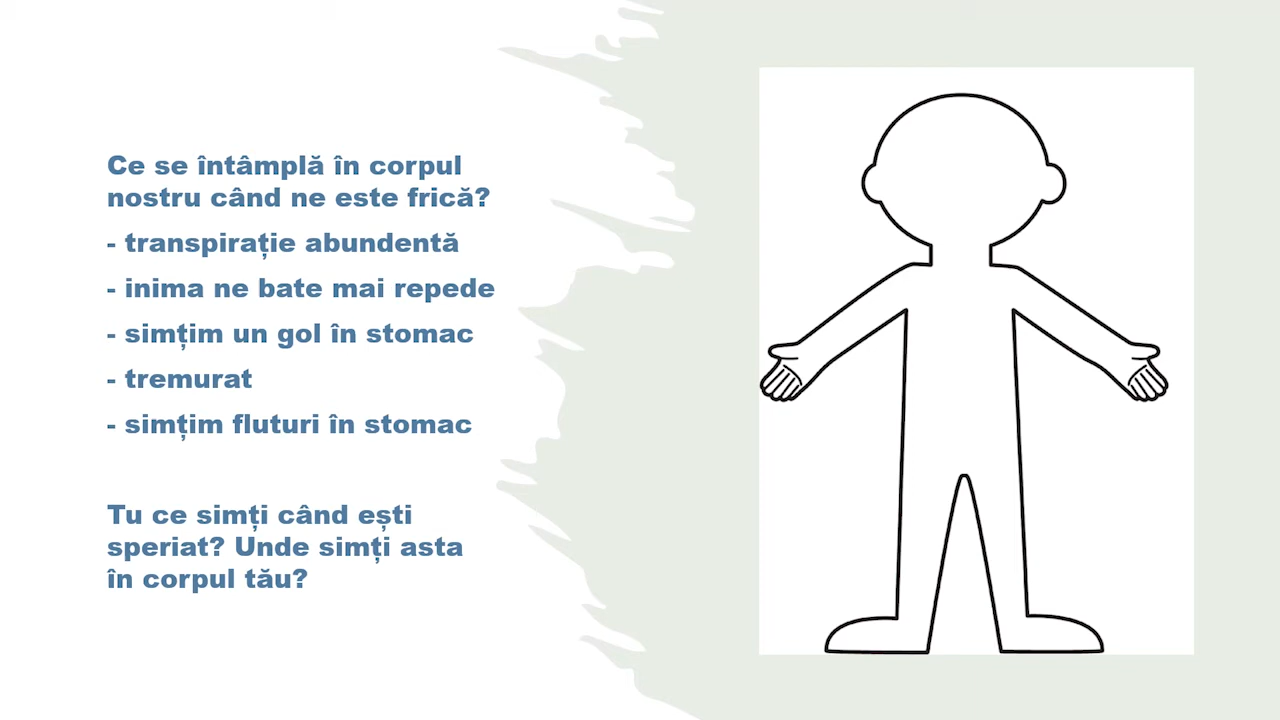 Ce se întâmplă în corpul
nostru când ne este frică?
- transpirație abundentă
- inima ne bate mai repede
- simțim un gol în stomac
- tremurat
- simțim fluturi în stomac
Tu ce simți când ești
speriat? Unde simți asta
în corpul tău?